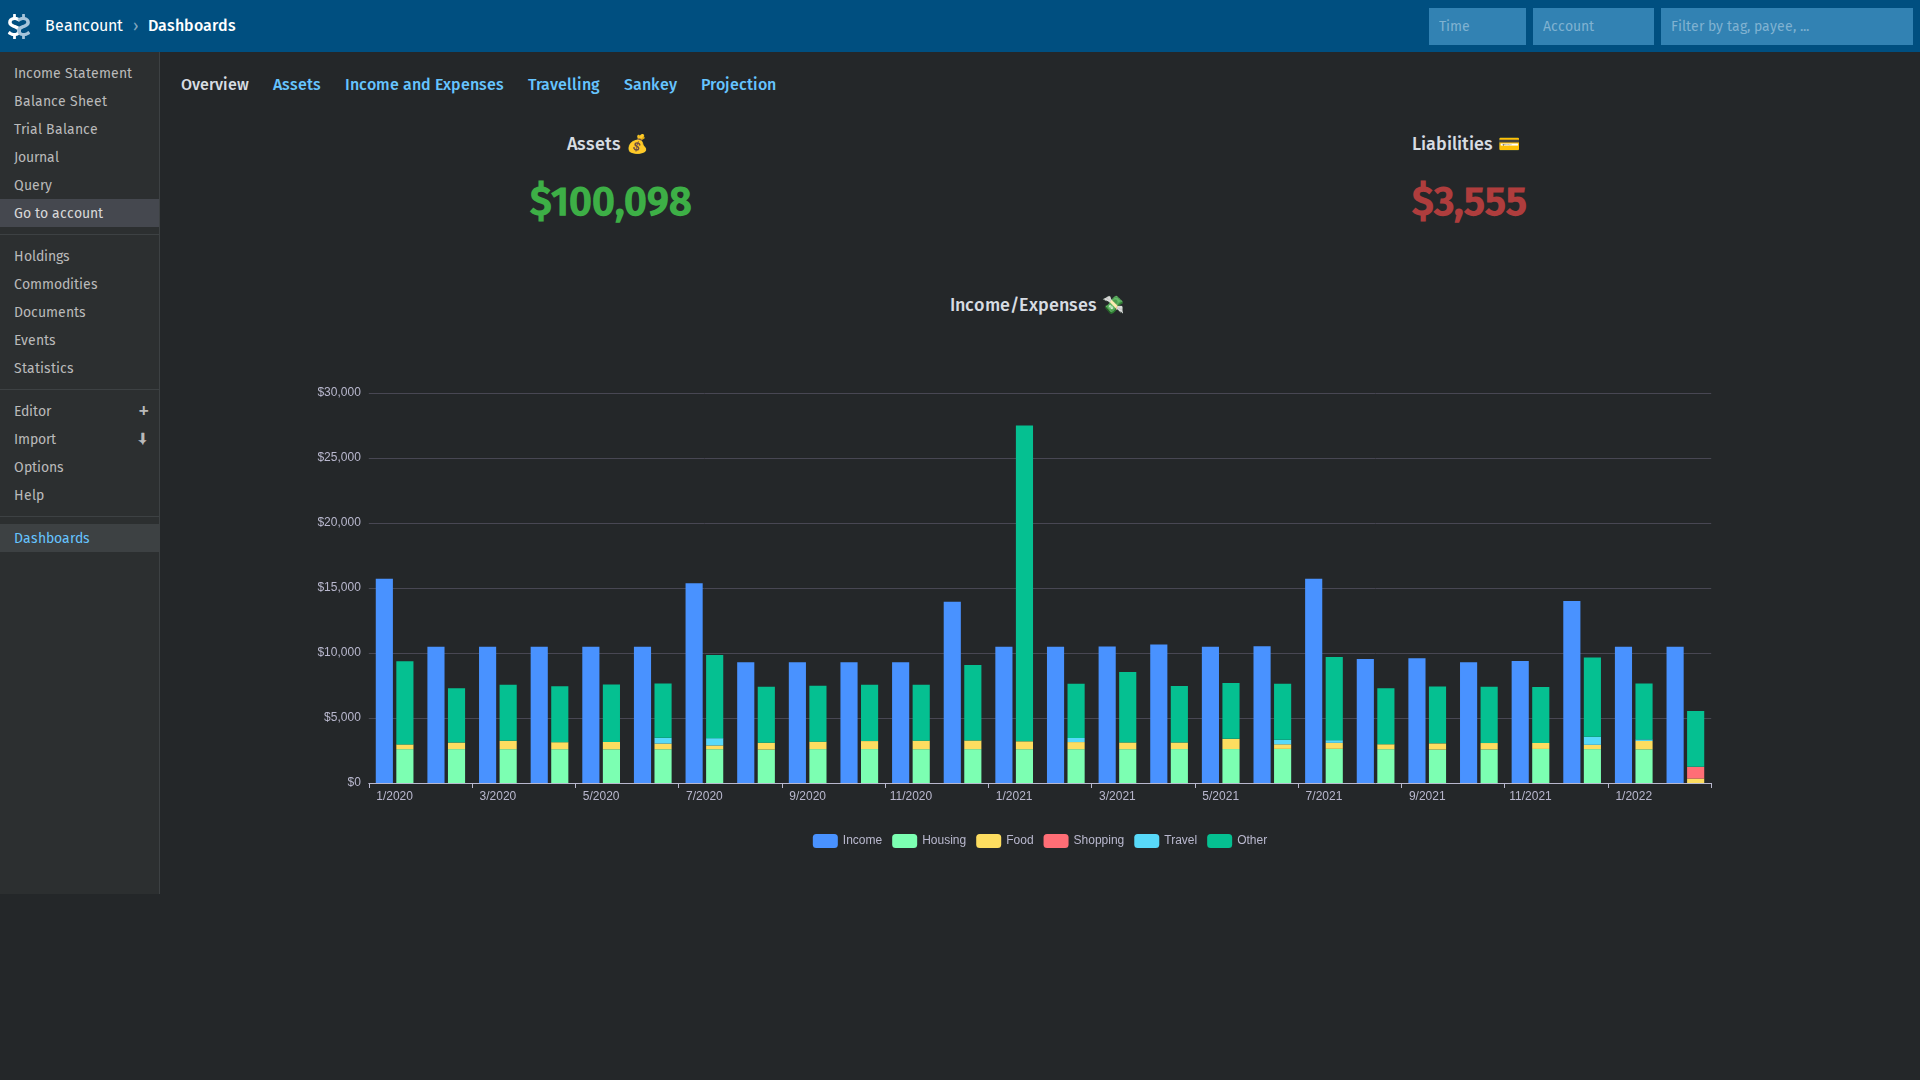 Beancount › Dashboards
Time
Account
Filter by tag, payee, ...
Income Statement
Balance Sheet
Trial Balance
Journal
Query
Go to account
Holdings
Commodities
Documents
Events
Statistics
Editor +
Import
Options
Help
Dashboards
Overview Assets Income and Expenses Travelling Sankey Projection
Assets 💰
$100,098
Liabilities 💳
$3,555
Income/Expenses 💸
$30,000
$25,000
$20,000
$15,000
$10,000
$5,000
$0
1/2020 3/2020 5/2020 7/2020 9/2020 11/2020 1/2021 3/2021 5/2021 7/2021 9/2021 11/2021 1/2022
Income Housing Food Shopping Travel Other